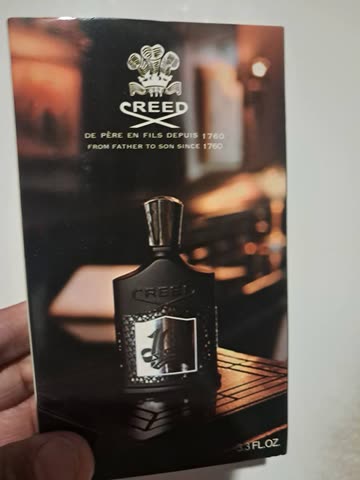 CREED
DE PÈRE EN FILS DEPUIS 1760
FROM FATHER TO SON SINCE 1760
CREED
3.3 FL.OZ.